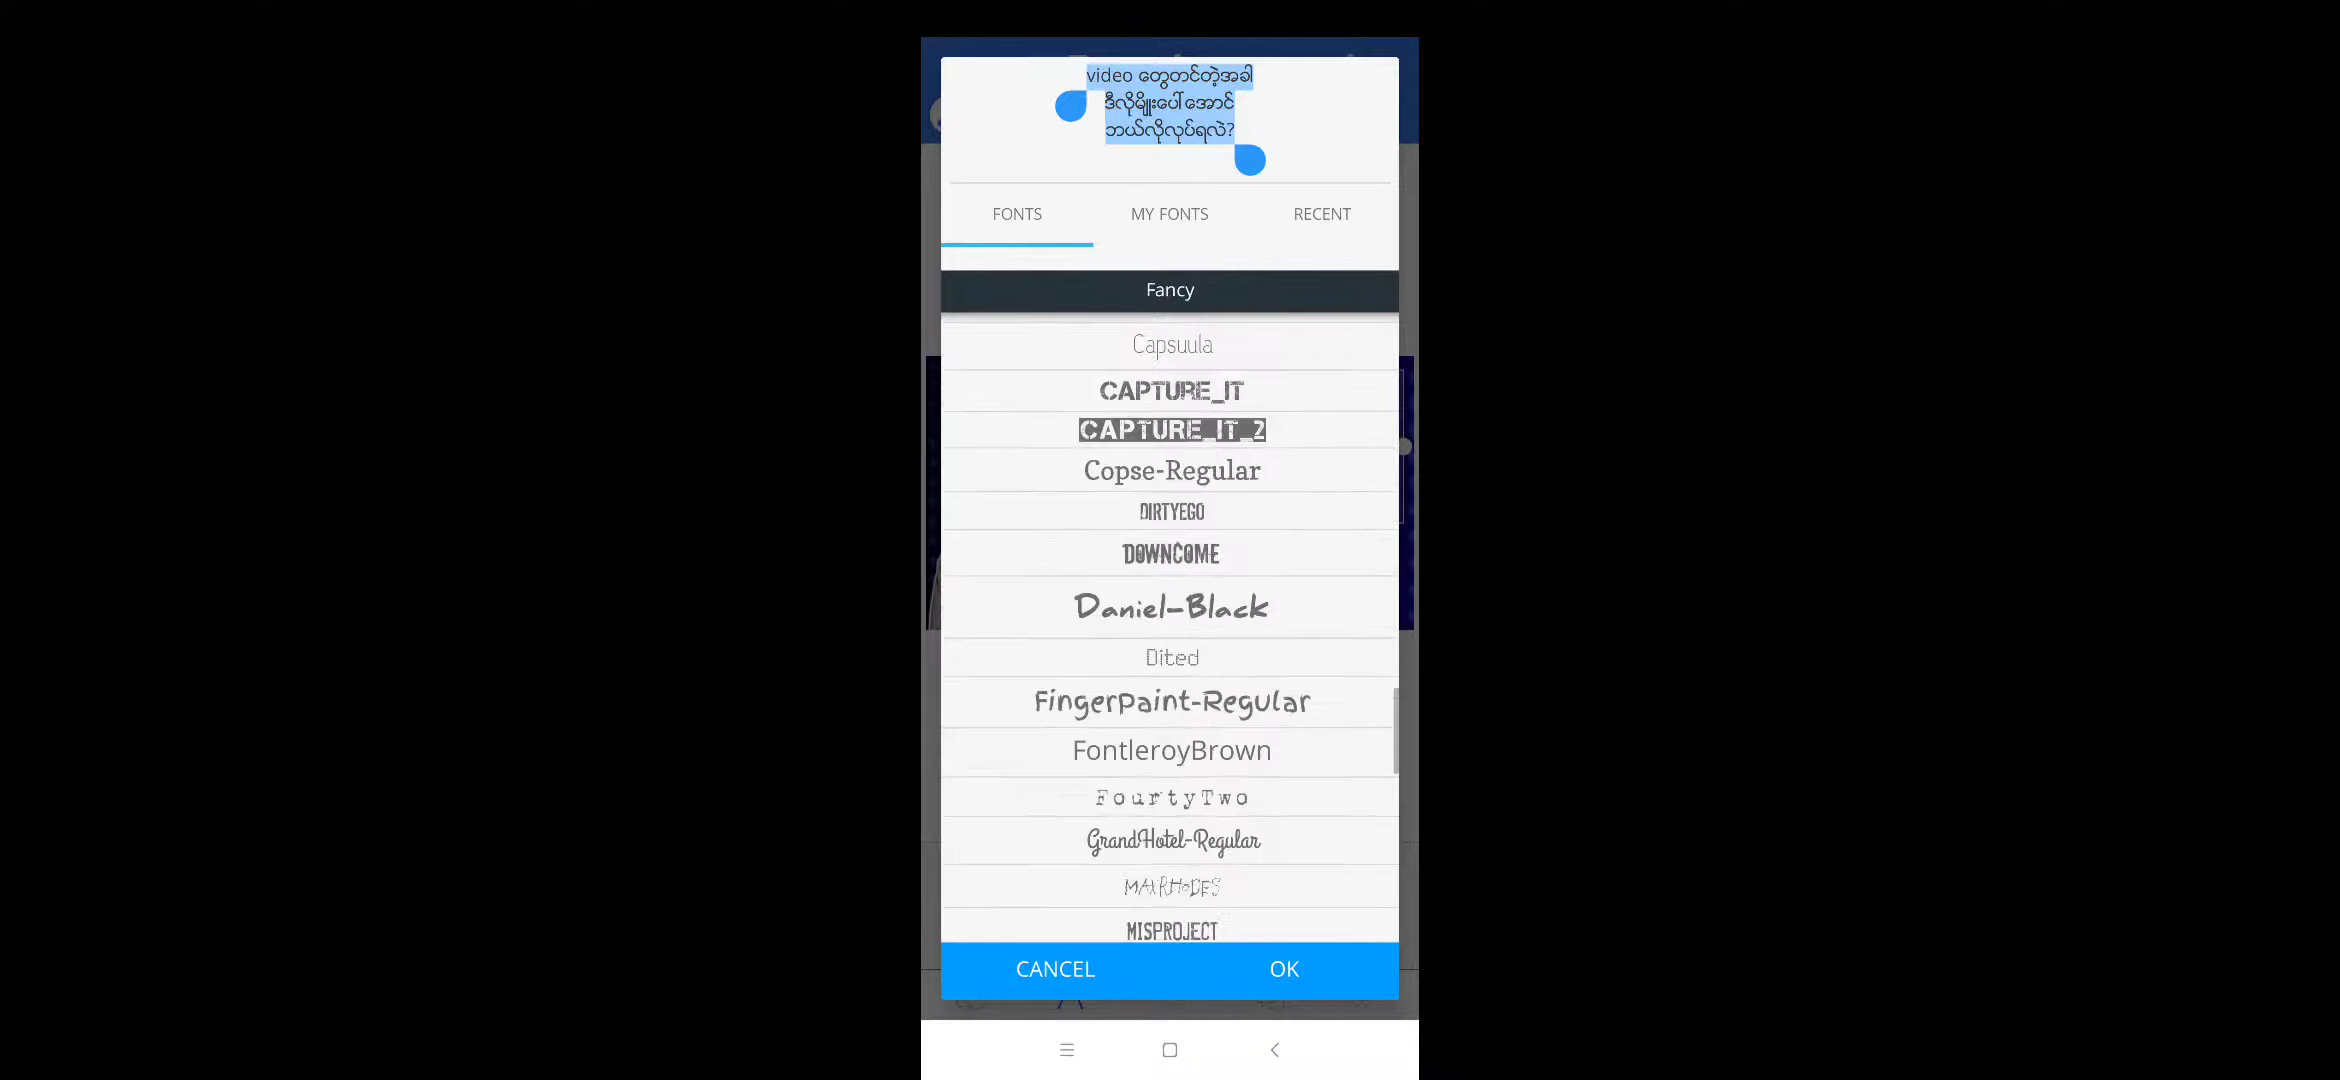 video တွေတင်တဲ့အခါ
ဒီလိုမျိုးပေါ်အောင်
ဘယ်လိုလုပ်ရလဲ?
FONTS MY FONTS RECENT
Fancy
Capsuula
CAPTURE_IT
CAPTURE_IT_2
Copse-Regular
DIRTYEGO
DOWNCOME
Daniel-Black
Dited
FingerPaint-Regular
FontleroyBrown
FourtyTwo
GrandHotel-Regular
MAXRHODES
MISPROJECT
CANCEL OK